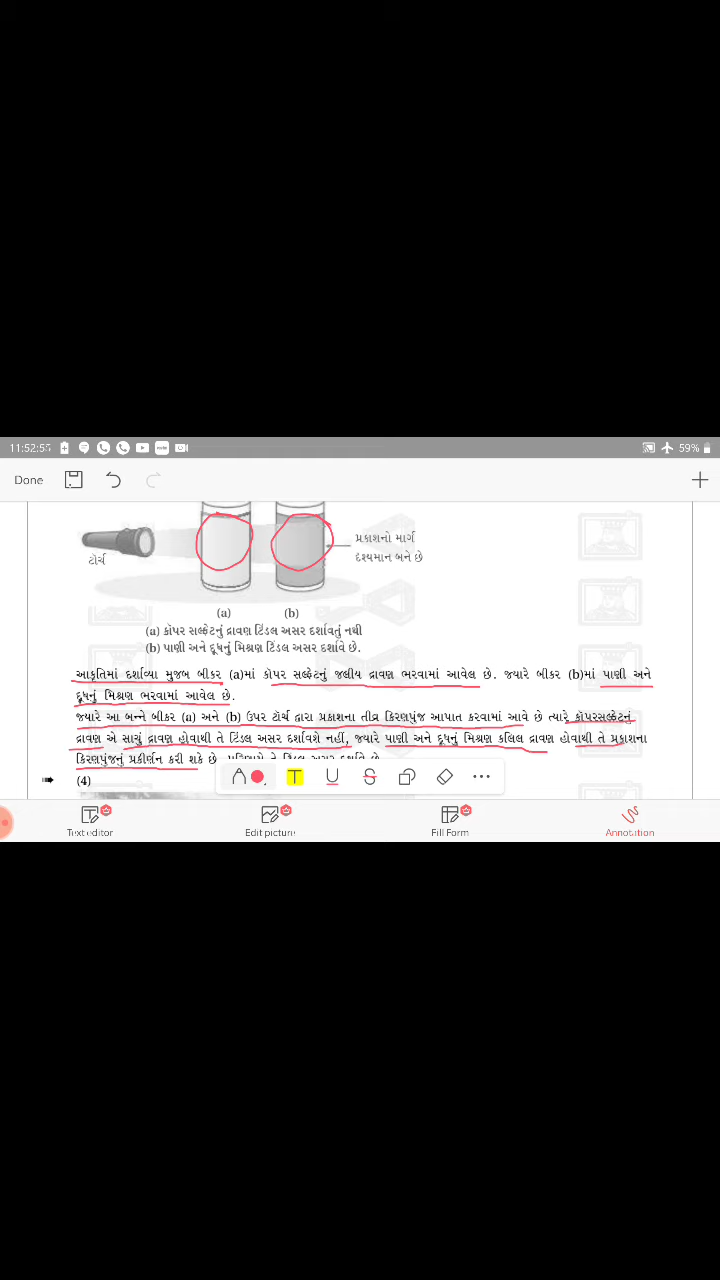 11:52:55
59%
Done
ટૉર્ચ
પ્રકાશનો માર્ગ
દશ્યમાન બને છે
(a) (b)
(a) કૉપર સલ્ફેટનું દ્રાવણ ટિંડલ અસર દર્શાવતું નથી
(b) પાણી અને દૂધનું મિશ્રણ ટિંડલ અસર દર્શાવે છે.
આકૃતિમાં દર્શાવ્યા મુજબ બીકર (a)માં કૉપર સલ્ફેટનું જલીય દ્રાવણ ભરવામાં આવેલ છે. જ્યારે બીકર (b)માં પાણી અને
દૂધનું મિશ્રણ ભરવામાં આવેલ છે.
જ્યારે આ બન્ને બીકર (a) અને (b) ઉપર ટૉર્ચ દ્વારા પ્રકાશના તીવ્ર કિરણપુંજ આપાત કરવામાં આવે છે ત્યારે કૉપરસલ્ફેટનું
દ્રાવણ એ સાચું દ્રાવણ હોવાથી તે ટિંડલ અસર દર્શાવશે નહીં, જ્યારે પાણી અને દૂધનું મિશ્રણ કલિલ દ્રાવણ હોવાથી તે પ્રકાશના
કિરણપુંજનું પ્રકીર્ણન કરી શકે છે
(4)
Text editor
Edit picture
Fill Form
Annotation